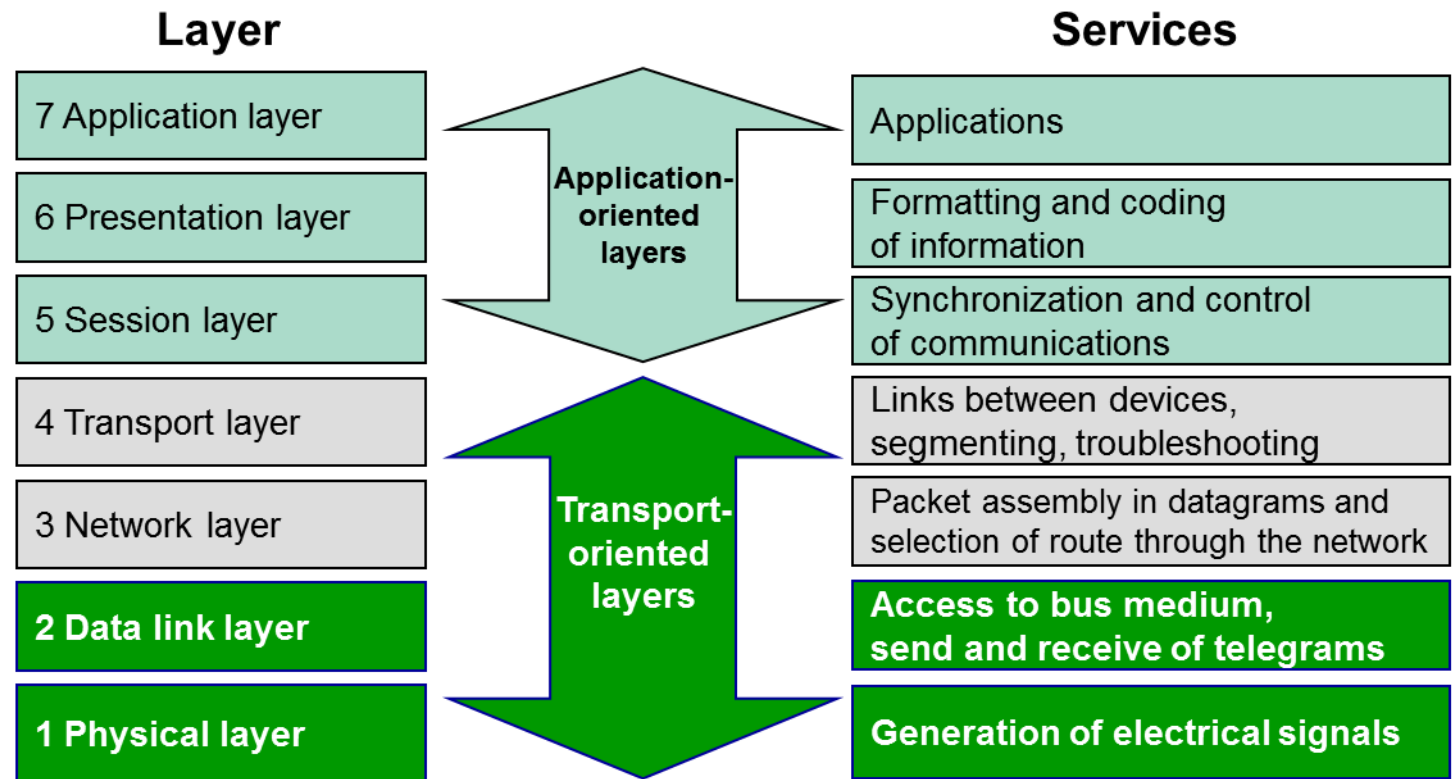 Layer
Services
7 Application layer
Applications
6 Presentation layer
Formatting and coding
of information
5 Session layer
Synchronization and control
of communications
Application-
oriented
layers
4 Transport layer
Links between devices,
segmenting, troubleshooting
3 Network layer
Packet assembly in datagrams and
selection of route through the network
2 Data link layer
Access to bus medium,
send and receive of telegrams
1 Physical layer
Generation of electrical signals
Transport-
oriented
layers